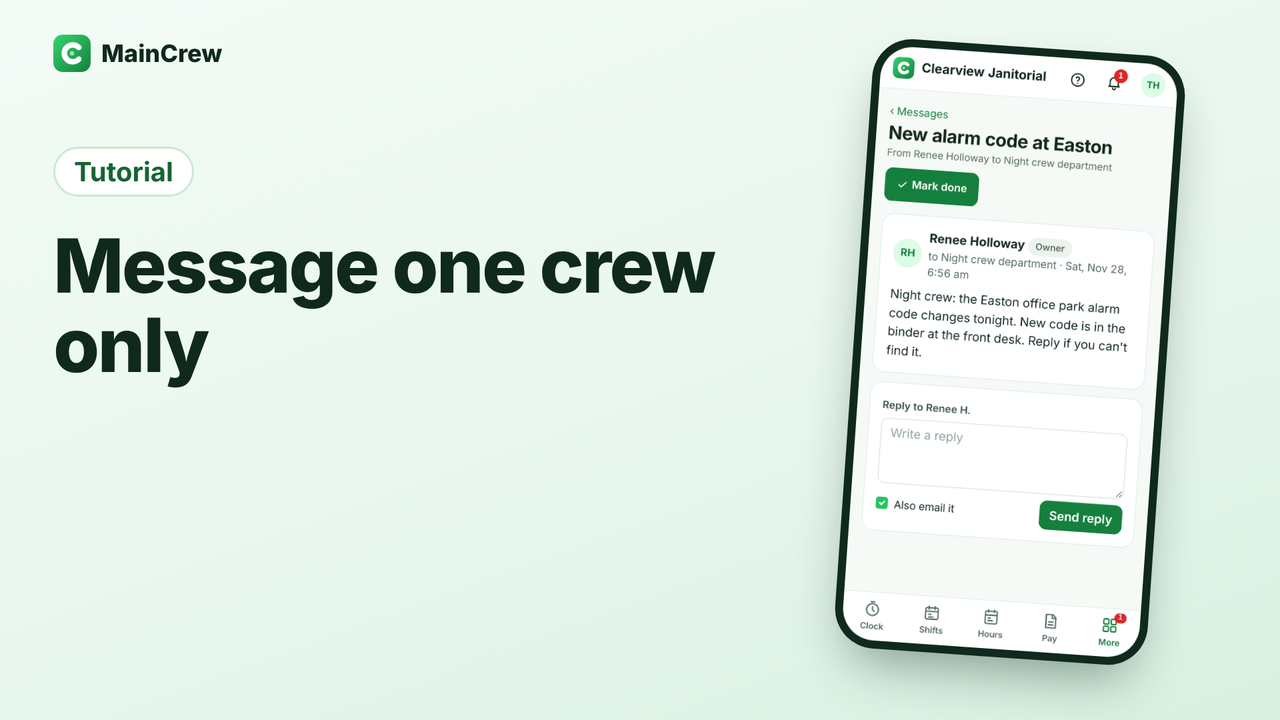 MainCrew
Tutorial
Message one crew
only
Clearview Janitorial
1
TH
‹ Messages
New alarm code at Easton
From Renee Holloway to Night crew department
Mark done
RH
Renee Holloway Owner
to Night crew department · Sat, Nov 28,
6:56 am
Night crew: the Easton office park alarm
code changes tonight. New code is in the
binder at the front desk. Reply if you can't
find it.
Reply to Renee H.
Write a reply
Also email it
Send reply
Clock
Shifts
Hours
Pay
1
More